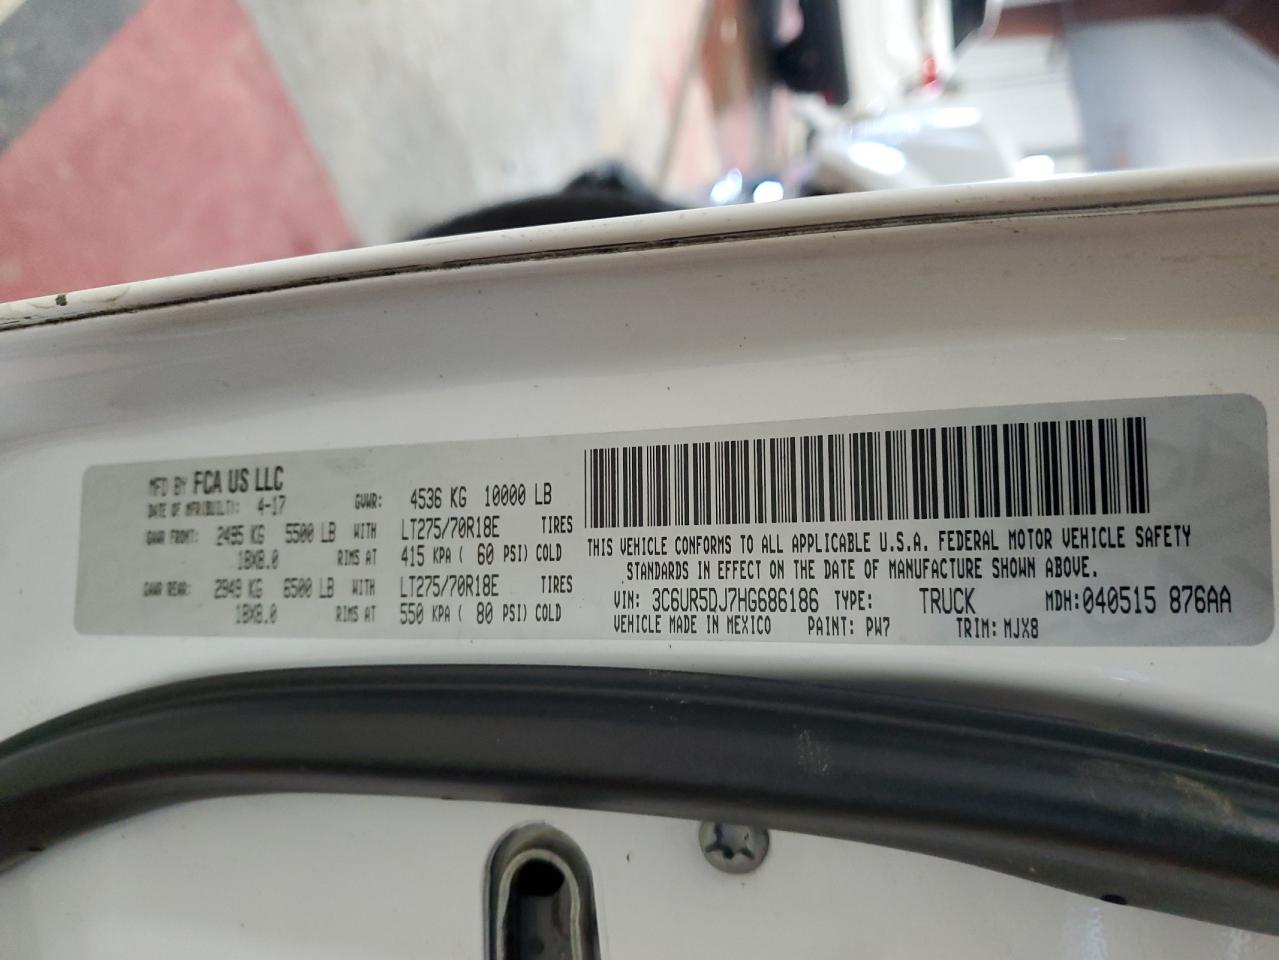 MFD BY FCA US LLC
DATE OF MFR(BUILT): 4-17 GVWR: 4536 KG 10000 LB
GAWR FRONT: 2495 KG 5500 LB WITH LT275/70R18E TIRES
18X8.0 RIMS AT 415 KPA ( 60 PSI) COLD
GAWR REAR: 2949 KG 6500 LB WITH LT275/70R18E TIRES
18X8.0 RIMS AT 550 KPA ( 80 PSI) COLD
THIS VEHICLE CONFORMS TO ALL APPLICABLE U.S.A. FEDERAL MOTOR VEHICLE SAFETY
STANDARDS IN EFFECT ON THE DATE OF MANUFACTURE SHOWN ABOVE.
VIN: 3C6UR5DJ7HG686186 TYPE: TRUCK MDH:040515 876AA
VEHICLE MADE IN MEXICO PAINT: PW7 TRIM: MJX8